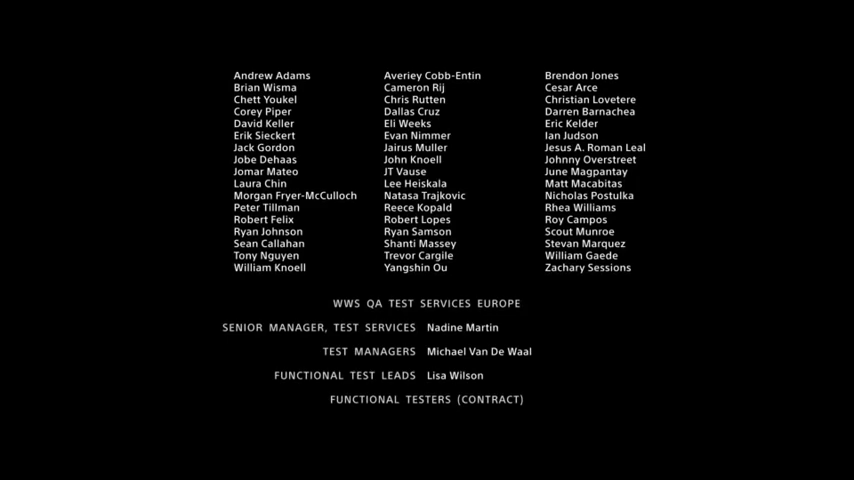 Andrew Adams Averiey Cobb-Entin Brendon Jones
Brian Wisma Cameron Rij Cesar Arce
Chett Youkel Chris Rutten Christian Lovetere
Corey Piper Dallas Cruz Darren Barnachea
David Keller Eli Weeks Eric Kelder
Erik Sieckert Evan Nimmer Ian Judson
Jack Gordon Jairus Muller Jesus A. Roman Leal
Jobe Dehaas John Knoell Johnny Overstreet
Jomar Mateo JT Vause June Magpantay
Laura Chin Lee Heiskala Matt Macabitas
Morgan Fryer-McCulloch Natasa Trajkovic Nicholas Postulka
Peter Tillman Reece Kopald Rhea Williams
Robert Felix Robert Lopes Roy Campos
Ryan Johnson Ryan Samson Scout Munroe
Sean Callahan Shanti Massey Stevan Marquez
Tony Nguyen Trevor Cargile William Gaede
William Knoell Yangshin Ou Zachary Sessions
WWS QA TEST SERVICES EUROPE
SENIOR MANAGER, TEST SERVICES Nadine Martin
TEST MANAGERS Michael Van De Waal
FUNCTIONAL TEST LEADS Lisa Wilson
FUNCTIONAL TESTERS (CONTRACT)